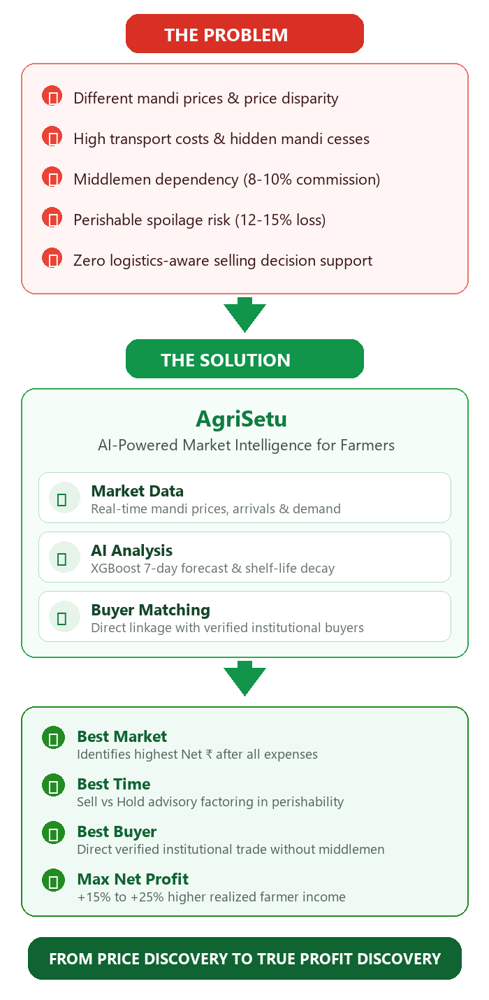 THE PROBLEM
Different mandi prices & price disparity
High transport costs & hidden mandi cesses
Middlemen dependency (8-10% commission)
Perishable spoilage risk (12-15% loss)
Zero logistics-aware selling decision support
THE SOLUTION
AgriSetu
AI-Powered Market Intelligence for Farmers
Market Data
Real-time mandi prices, arrivals & demand
AI Analysis
XGBoost 7-day forecast & shelf-life decay
Buyer Matching
Direct linkage with verified institutional buyers
Best Market
Identifies highest Net ₹ after all expenses
Best Time
Sell vs Hold advisory factoring in perishability
Best Buyer
Direct verified institutional trade without middlemen
Max Net Profit
+15% to +25% higher realized farmer income
FROM PRICE DISCOVERY TO TRUE PROFIT DISCOVERY